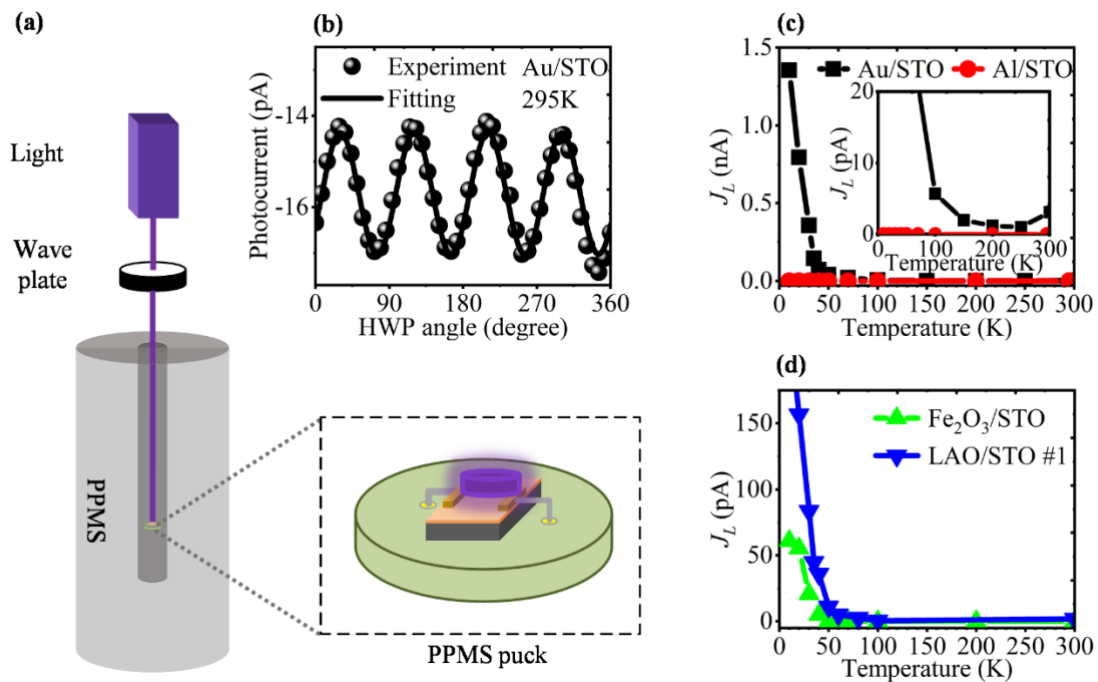 (a)
Light
Wave
plate
PPMS
PPMS puck
(b)
Experiment Au/STO
Fitting 295K
Photocurrent (pA)
-14
-16
0 90 180 270 360
HWP angle (degree)
(c)
Au/STO Al/STO
J_L (nA)
1.5
1.0
0.5
0.0
0 50 100 150 200 250 300
Temperature (K)
J_L (pA)
20
10
0
100 200 300
Temperature (K)
(d)
Fe₂O₃/STO
LAO/STO #1
J_L (pA)
150
100
50
0
0 50 100 150 200 250 300
Temperature (K)